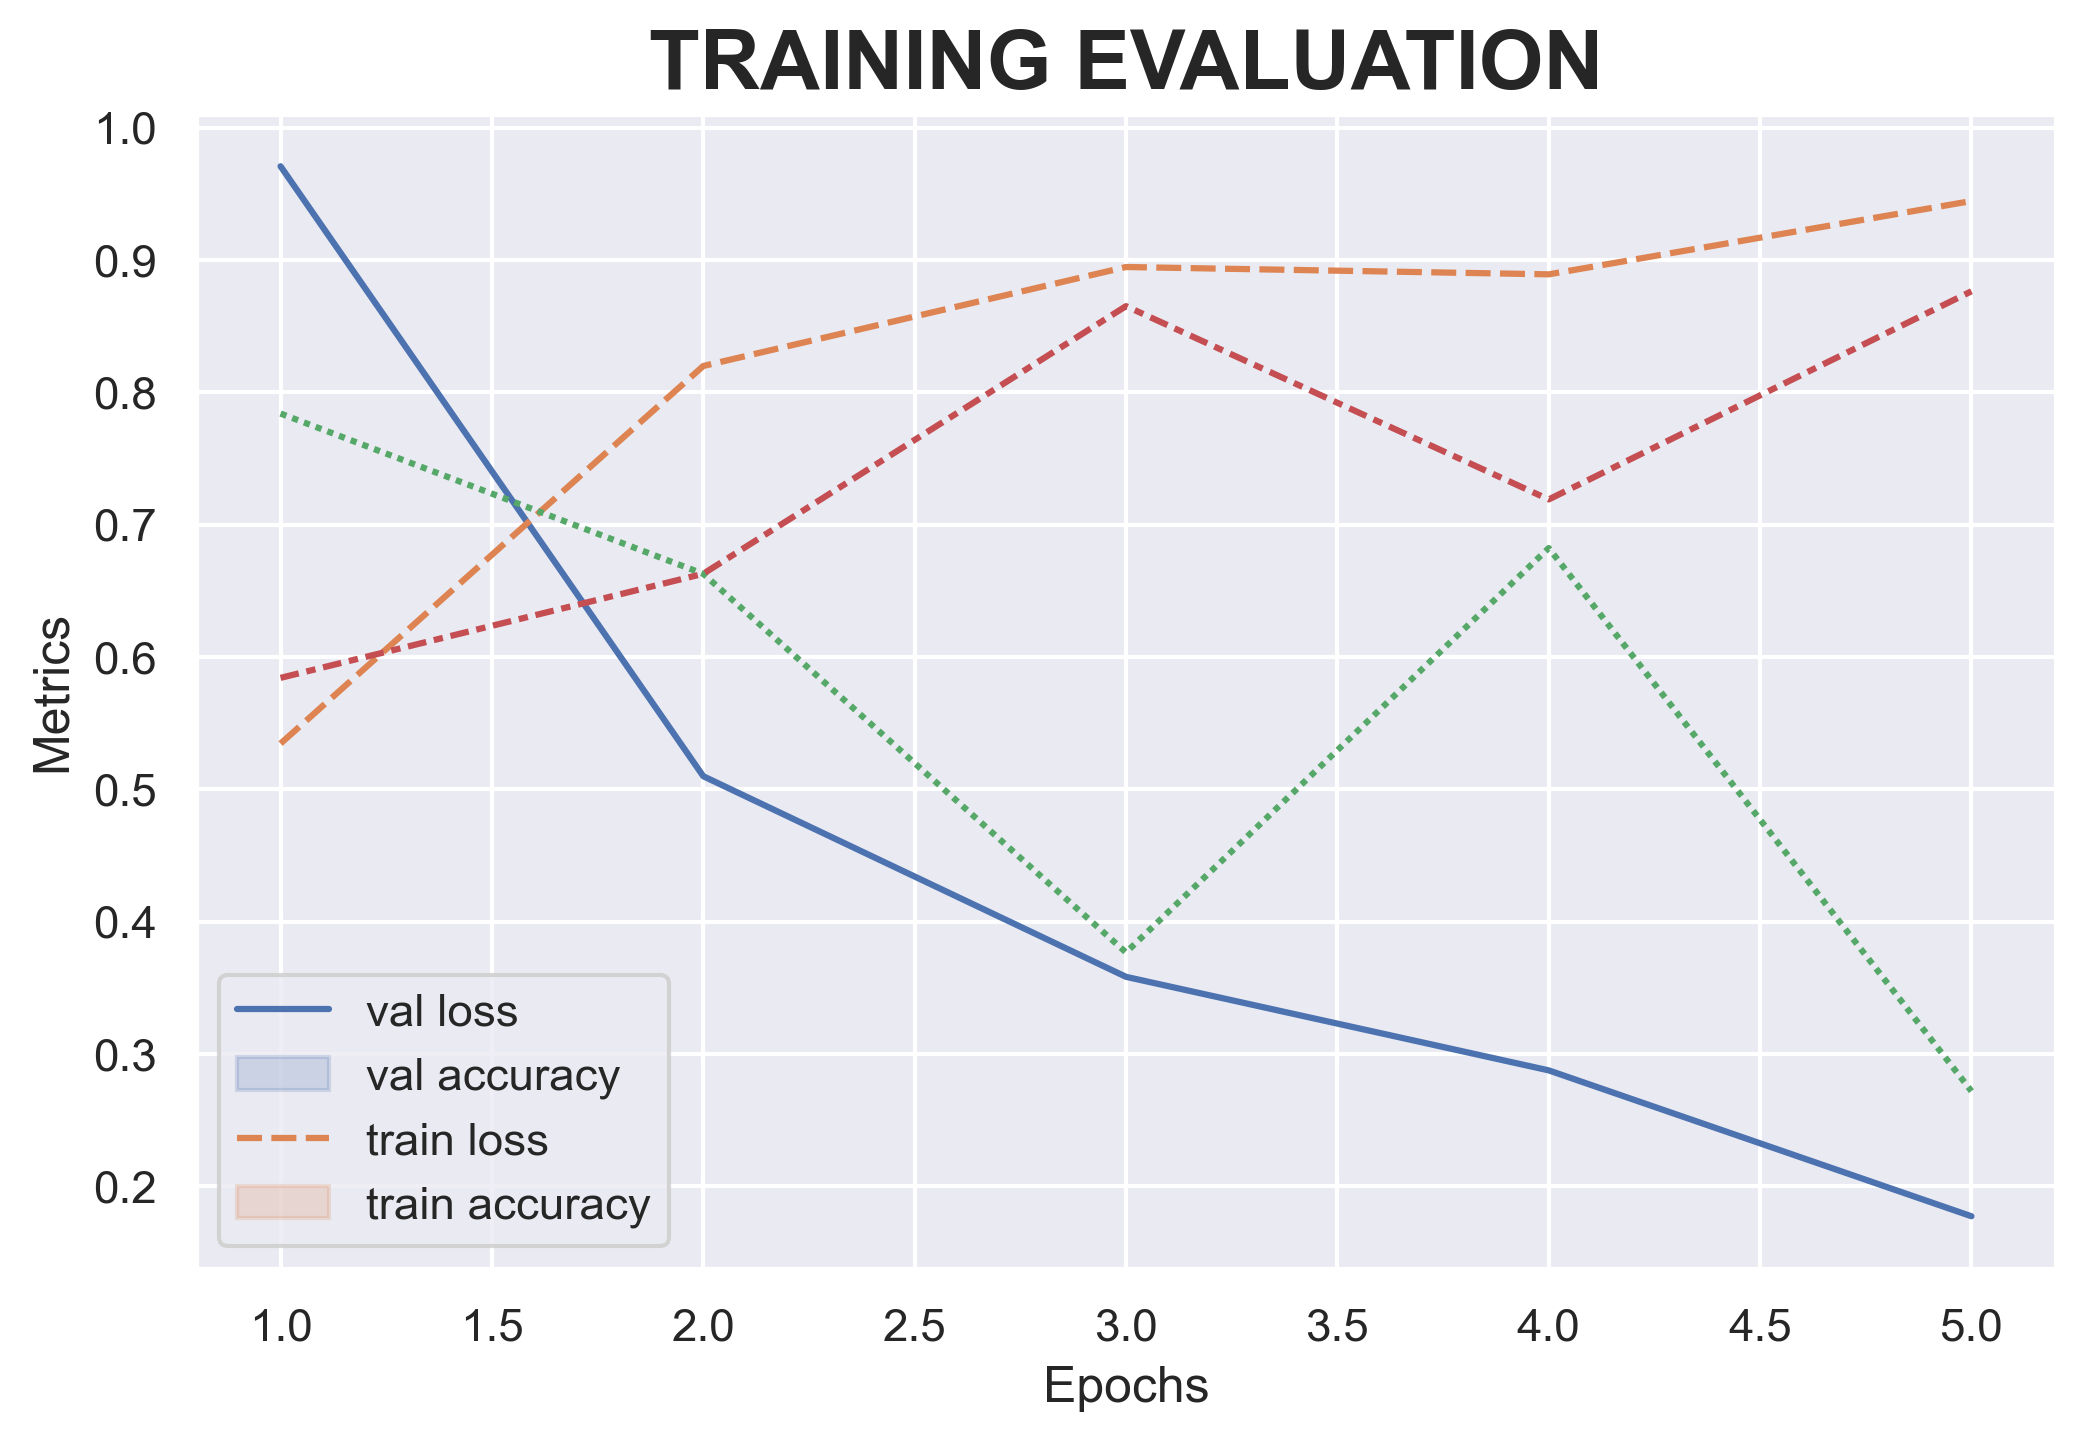 TRAINING EVALUATION
1.0
0.9
0.8
0.7
0.6
0.5
0.4
0.3
0.2
Metrics
val loss
val accuracy
train loss
train accuracy
1.0 1.5 2.0 2.5 3.0 3.5 4.0 4.5 5.0
Epochs